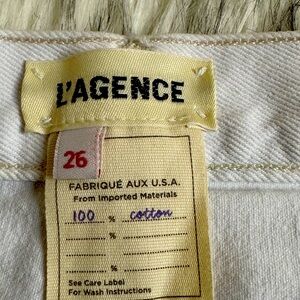 L'AGENCE
26
FABRIQUÉ AUX U.S.A.
From Imported Materials
100 % cotton
%
%
See Care Label
For Wash Instructions